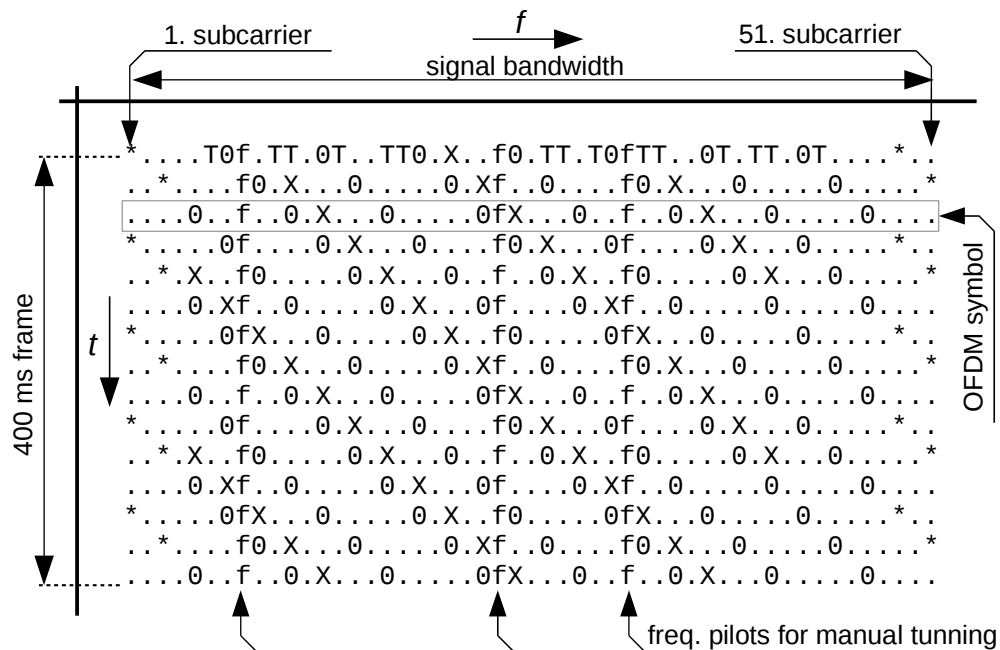 f
1. subcarrier
51. subcarrier
signal bandwidth
*....T0f.TT.0T..TT0.X..f0.TT.T0fTT..0T.TT.0T....*..
..*....f0.X...0.....0.Xf..0....f0.X...0.....0.....*
....0..f..0.X...0.....0fX...0..f..0.X...0.....0....
*.....0f....0.X...0....f0.X...0f....0.X...0.....*..
..*.X..f0.....0.X...0..f..0.X..f0.....0.X...0.....*
....0.Xf..0.....0.X...0f....0.Xf..0.....0.....0....
*.....0fX...0.....0.X..f0.....0fX...0.....0.....*..
..*....f0.X...0.....0.Xf..0....f0.X...0.....0.....*
....0..f..0.X...0.....0fX...0..f..0.X...0.....0....
*.....0f....0.X...0....f0.X...0f....0.X...0.....*..
..*.X..f0.....0.X...0..f..0.X..f0.....0.X...0.....*
....0.Xf..0.....0.X...0f....0.Xf..0.....0.....0....
*.....0fX...0.....0.X..f0.....0fX...0.....0.....*..
..*....f0.X...0.....0.Xf..0....f0.X...0.....0.....*
....0..f..0.X...0.....0fX...0..f..0.X...0.....0....
400 ms frame
t
OFDM symbol
freq. pilots for manual tunning